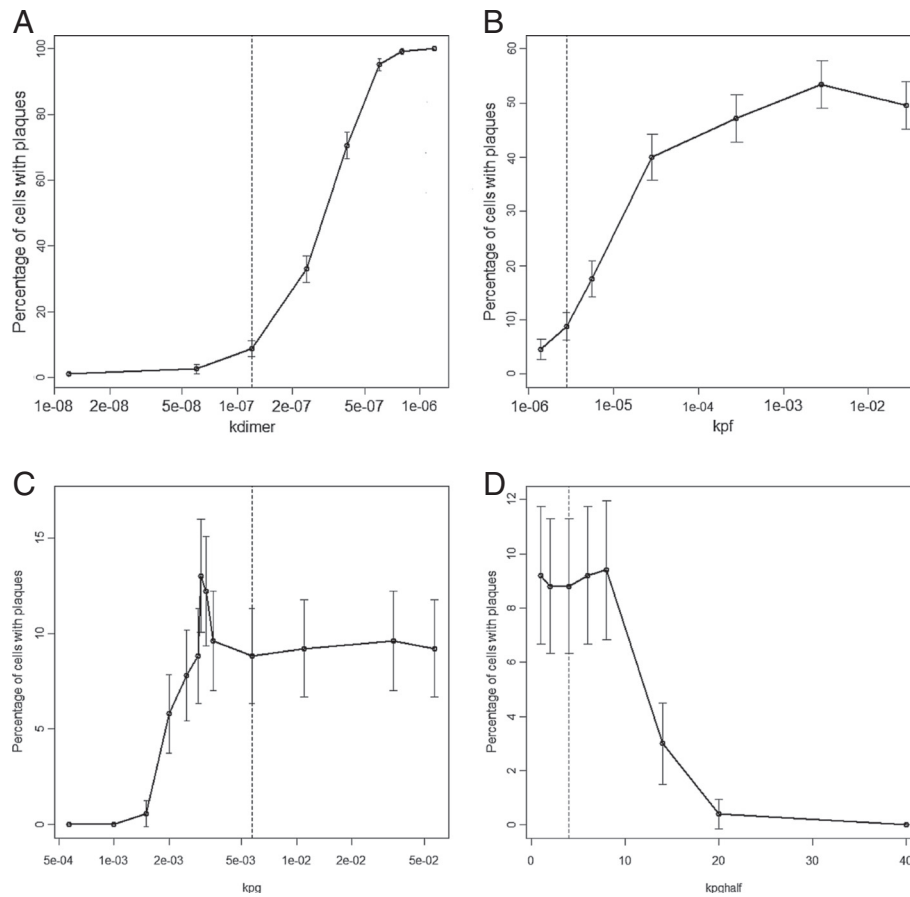 A
Percentage of cells with plaques
100
80
60
40
20
0
1e-08 2e-08 5e-08 1e-07 2e-07 5e-07 1e-06
kdimer
B
Percentage of cells with plaques
60
50
40
30
20
10
0
1e-06 1e-05 1e-04 1e-03 1e-02
kpf
C
Percentage of cells with plaques
15
10
5
0
5e-04 1e-03 2e-03 5e-03 1e-02 2e-02 5e-02
kpg
D
Percentage of cells with plaques
12
10
8
6
4
2
0
0 10 20 30 40
kpghalf